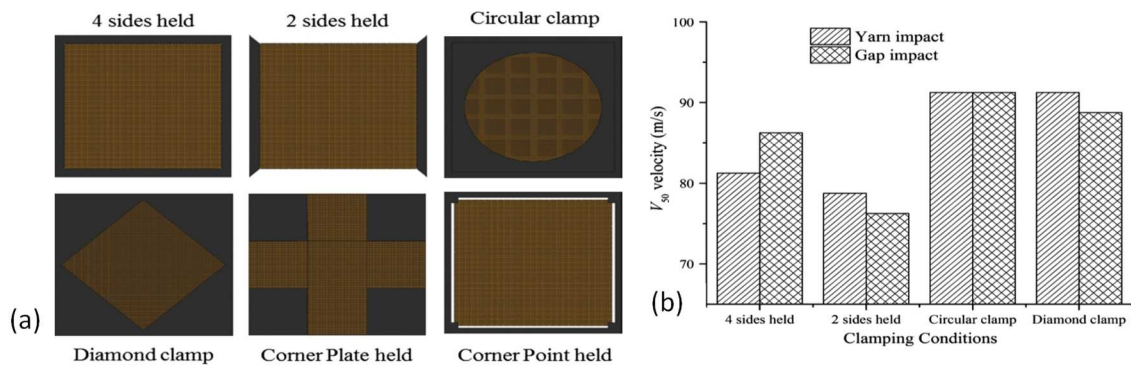 4 sides held
2 sides held
Circular clamp
Diamond clamp
Corner Plate held
Corner Point held
(a)
100
90
80
70
V50 velocity (m/s)
Yarn impact
Gap impact
4 sides held
2 sides held
Circular clamp
Diamond clamp
Clamping Conditions
(b)